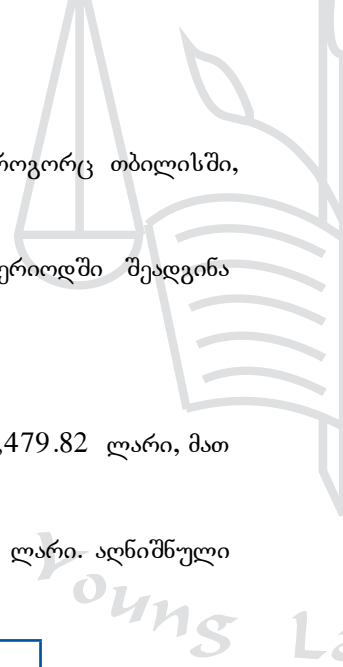 როგორც თბილისში,
ერიოდში შეადგინა
,479.82 ლარი, მათ
ლარი. აღნიშნული
Young La